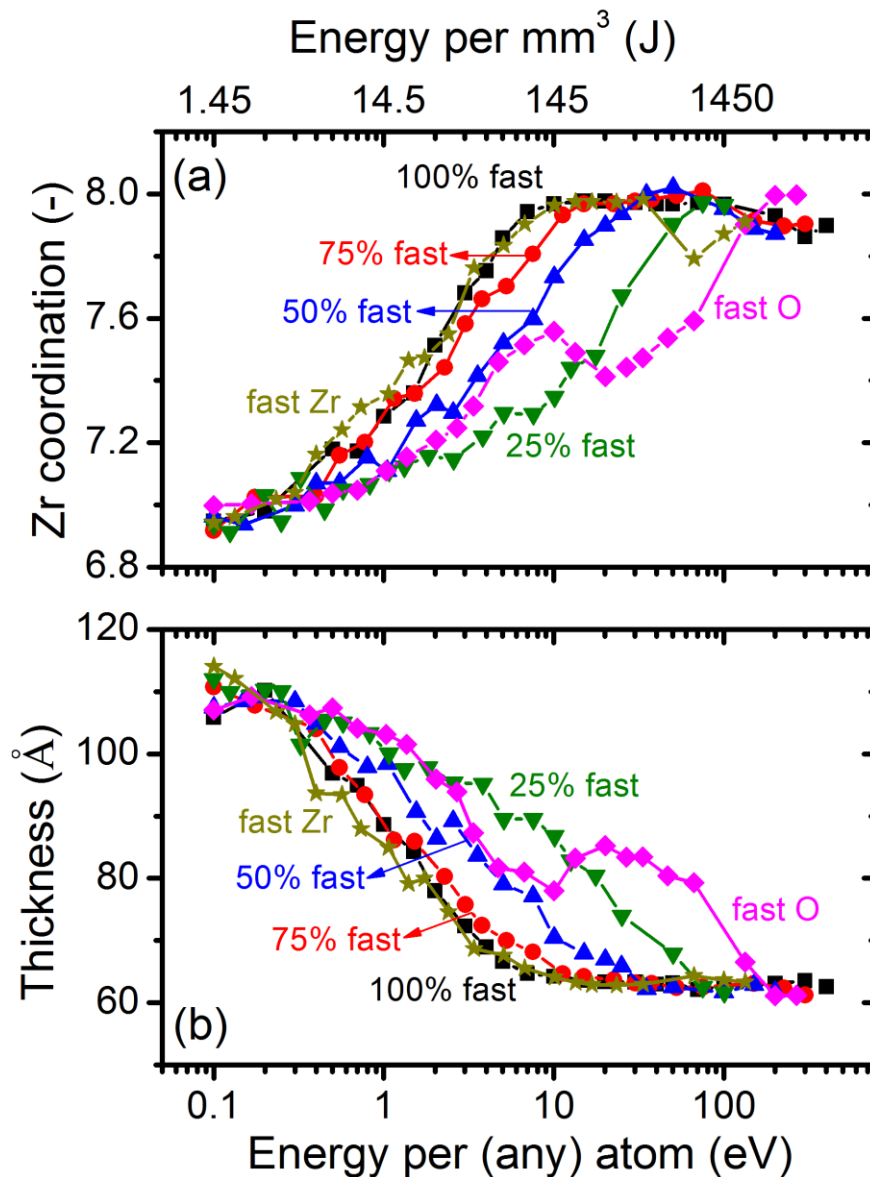 Energy per mm³ (J)
1.45 14.5 145 1450
(a)
100% fast
8.0
75% fast
50% fast
7.6
fast O
fast Zr
7.2
25% fast
6.8
Zr coordination (-)
120
100
25% fast
fast Zr
50% fast
80
fast O
75% fast
100% fast
60
(b)
Thickness (Å)
0.1 1 10 100
Energy per (any) atom (eV)